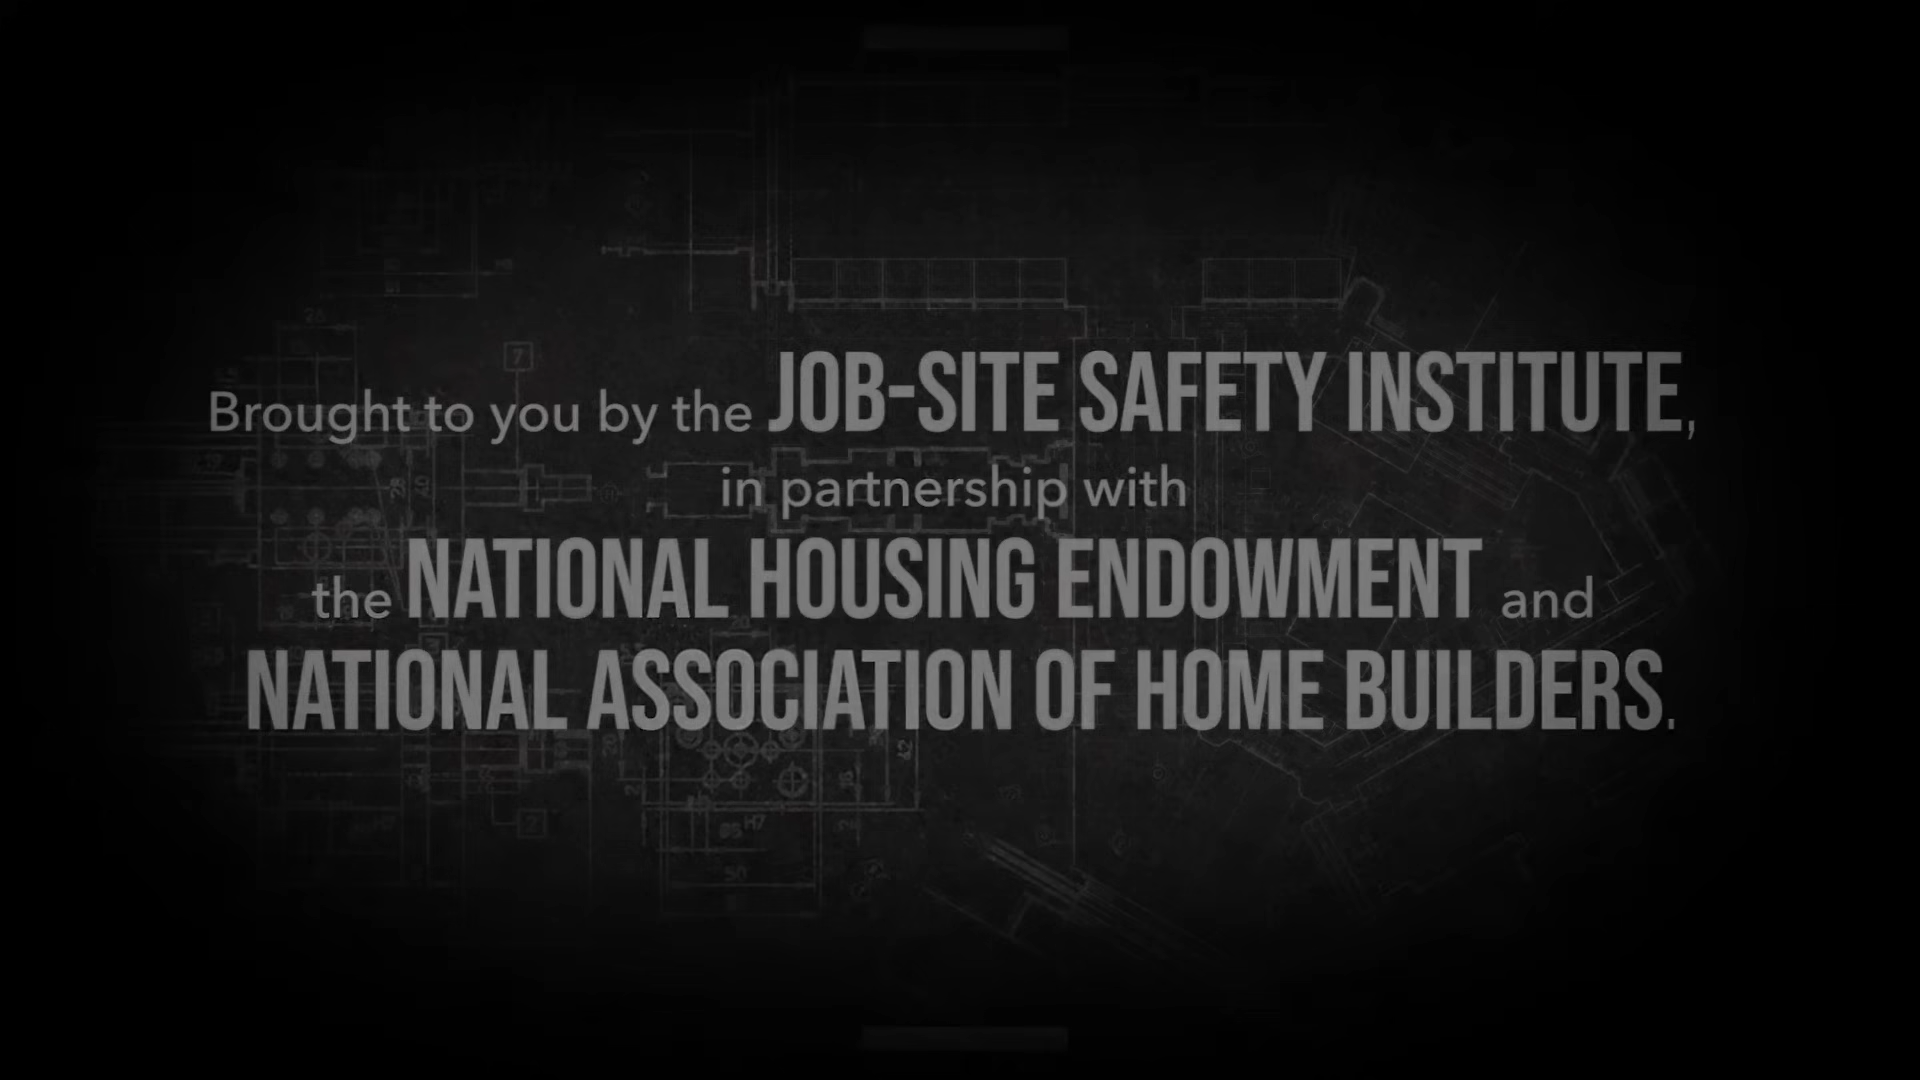 Brought to you by the JOB-SITE SAFETY INSTITUTE,
in partnership with
the NATIONAL HOUSING ENDOWMENT and
NATIONAL ASSOCIATION OF HOME BUILDERS.